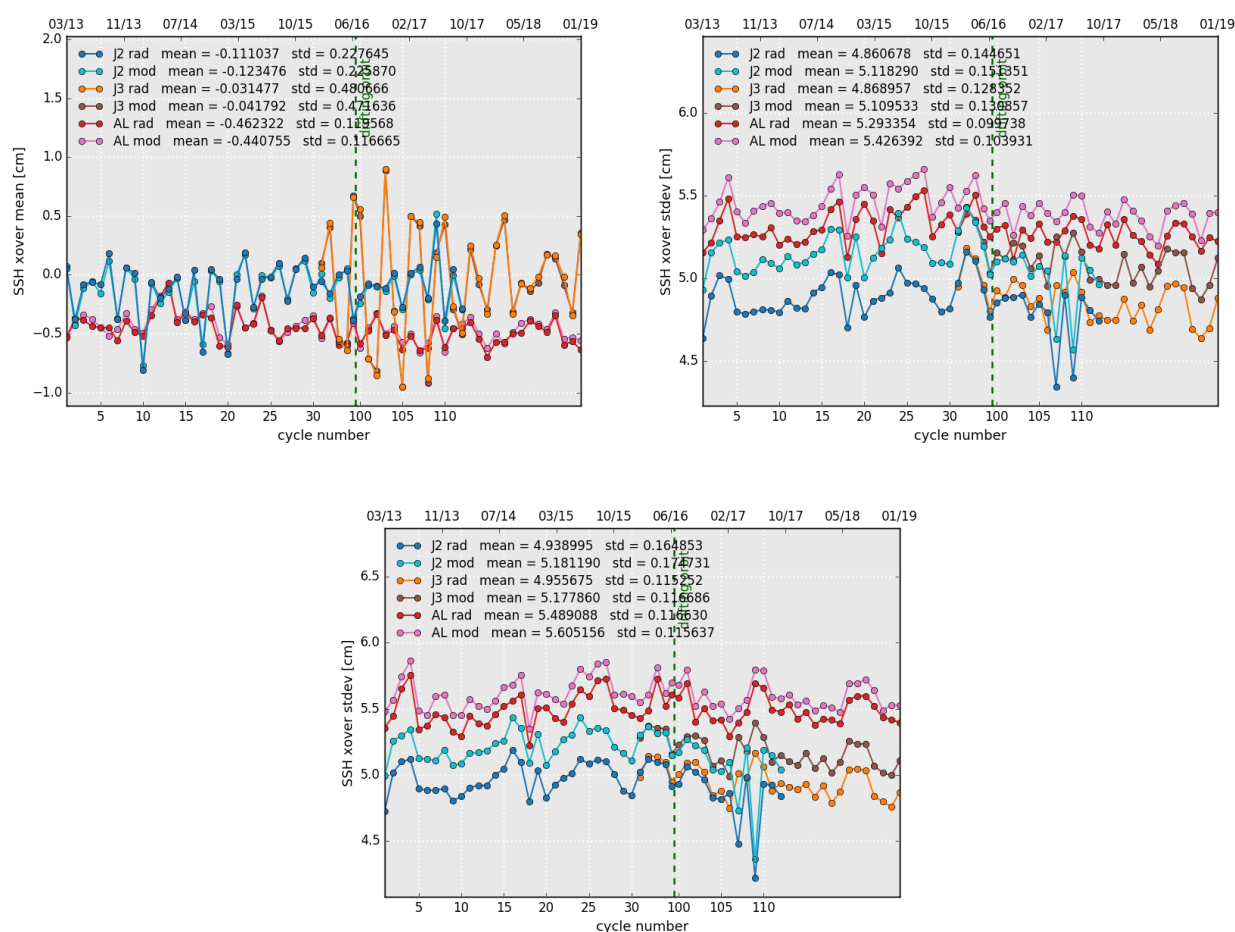 03/13 11/13 07/14 03/15 10/15 06/16 02/17 10/17 05/18 01/19
2.0
1.5
1.0
0.5
0.0
−0.5
−1.0
SSH xover mean [cm]
J2 rad mean = -0.111037 std = 0.227645
J2 mod mean = -0.123476 std = 0.225870
J3 rad mean = -0.031477 std = 0.480666
J3 mod mean = -0.041792 std = 0.471636
AL rad mean = -0.462322 std = 0.119568
AL mod mean = -0.440755 std = 0.116665
5 10 15 20 25 30 100 105 110
cycle number
03/13 11/13 07/14 03/15 10/15 06/16 02/17 10/17 05/18 01/19
6.0
5.5
5.0
4.5
SSH xover stdev [cm]
J2 rad mean = 4.860678 std = 0.144651
J2 mod mean = 5.118290 std = 0.151351
J3 rad mean = 4.868957 std = 0.128352
J3 mod mean = 5.109533 std = 0.130857
AL rad mean = 5.293354 std = 0.099738
AL mod mean = 5.426392 std = 0.103931
5 10 15 20 25 30 100 105 110
cycle number
03/13 11/13 07/14 03/15 10/15 06/16 02/17 10/17 05/18 01/19
6.5
6.0
5.5
5.0
4.5
SSH xover stdev [cm]
J2 rad mean = 4.938995 std = 0.164853
J2 mod mean = 5.181190 std = 0.174731
J3 rad mean = 4.955675 std = 0.115252
J3 mod mean = 5.177860 std = 0.116686
AL rad mean = 5.489088 std = 0.116630
AL mod mean = 5.605156 std = 0.115637
5 10 15 20 25 30 100 105 110
cycle number